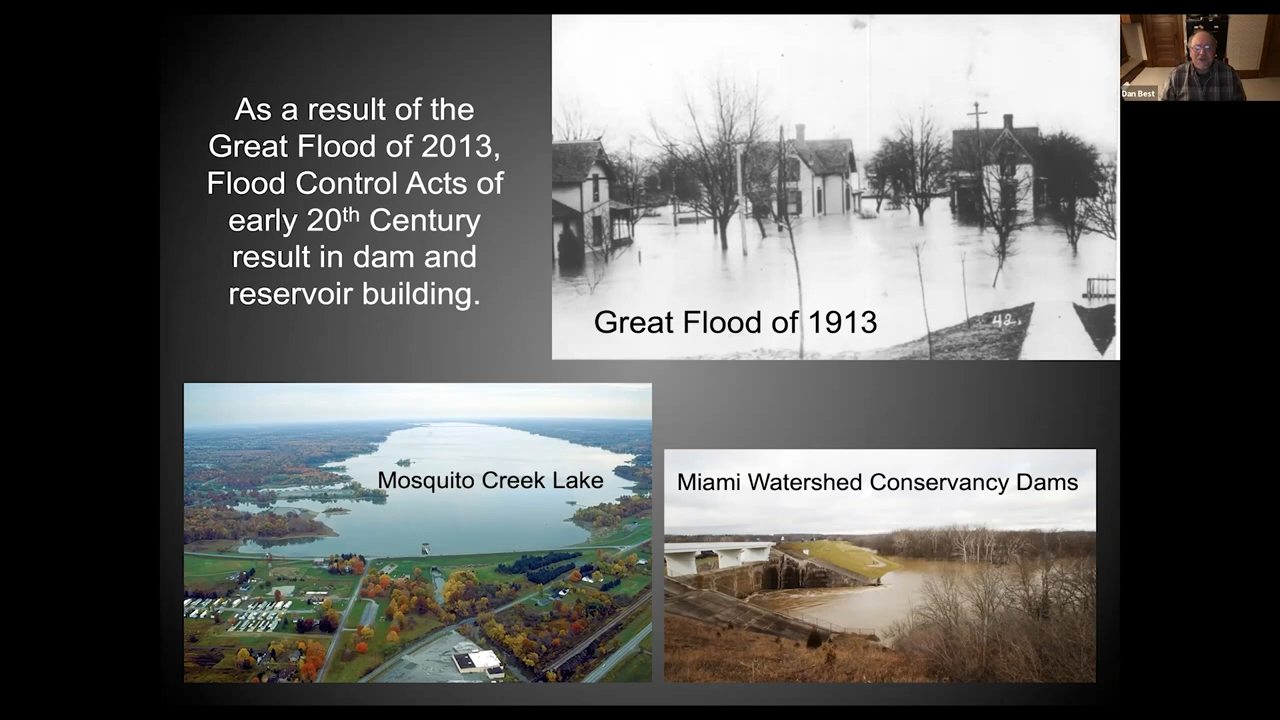 As a result of the
Great Flood of 2013,
Flood Control Acts of
early 20th Century
result in dam and
reservoir building.
Great Flood of 1913
42.
Mosquito Creek Lake
Miami Watershed Conservancy Dams
Dan Best